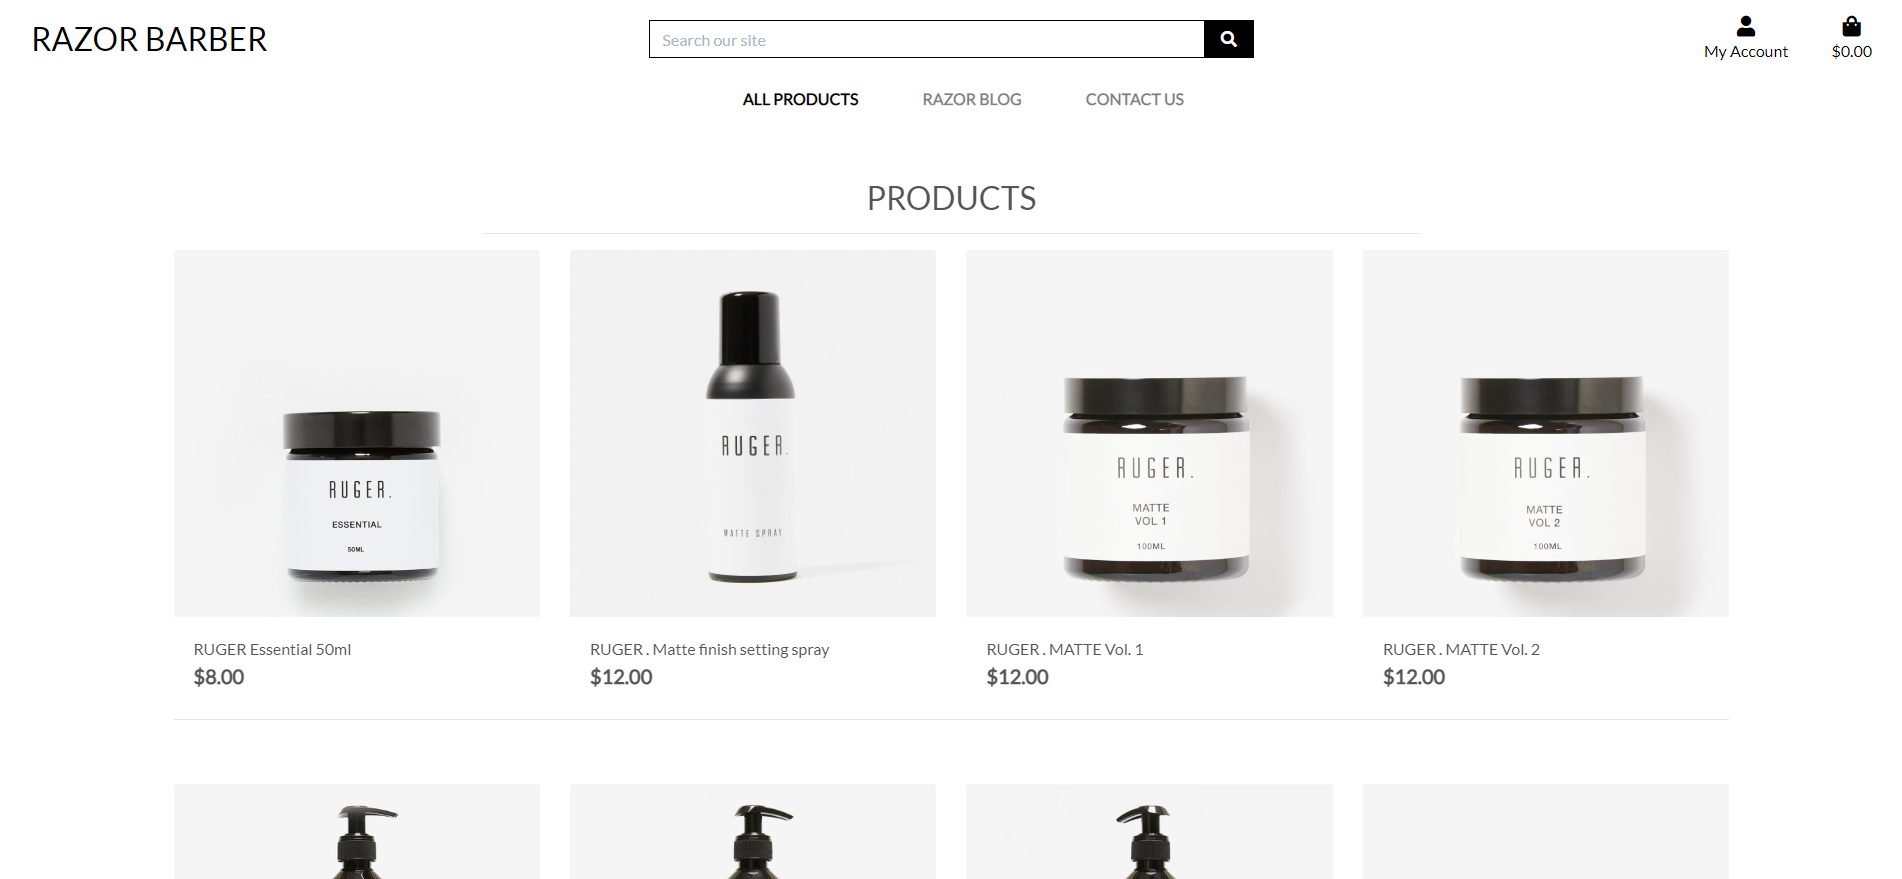 RAZOR BARBER
Search our site
My Account
$0.00
ALL PRODUCTS
RAZOR BLOG
CONTACT US
PRODUCTS
RUGER.
ESSENTIAL
50ML
RUGER.
MATTE SPRAY
RUGER.
MATTE
VOL 1
100ML
RUGER.
MATTE
VOL 2
100ML
RUGER Essential 50ml
$8.00
RUGER . Matte finish setting spray
$12.00
RUGER . MATTE Vol. 1
$12.00
RUGER . MATTE Vol. 2
$12.00